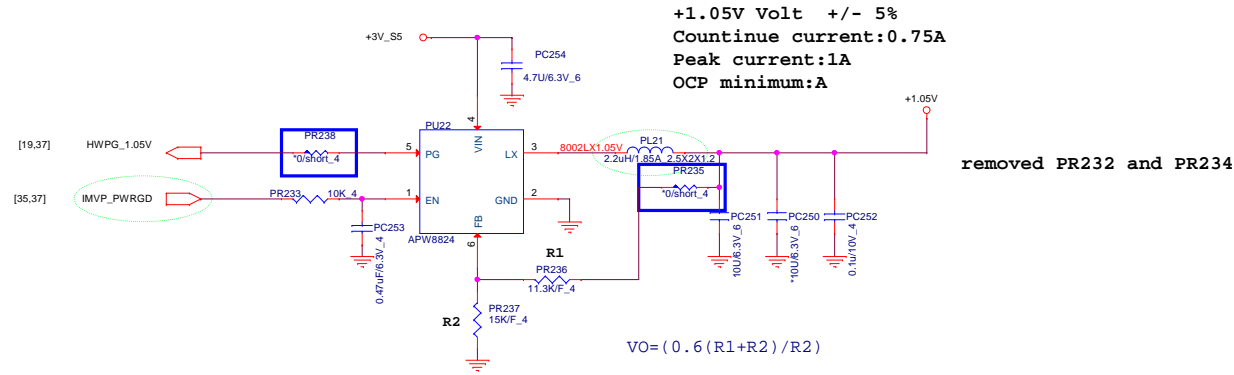 +1.05V Volt +/- 5%
Countinue current:0.75A
Peak current:1A
OCP minimum:A
+3V_S5
PC254
4.7U/6.3V_6
+1.05V
PU22
4
VIN
PR238
*0/short_4
[19,37]
HWPG_1.05V
5
PG
LX
3
8002LX1.05V
PL21
2.2uH/1.85A_2.5X2X1.2
removed PR232 and PR234
PR235
*0/short_4
[35,37]
IMVP_PWRGD
PR233
10K_4
1
EN
GND
2
FB
6
APW8824
PC253
0.47uF/6.3V_4
PC251
10U/6.3V_6
PC250
*10U/6.3V_6
PC252
0.1u/10V_4
R1
PR236
11.3K/F_4
R2
PR237
15K/F_4
VO=(0.6(R1+R2)/R2)